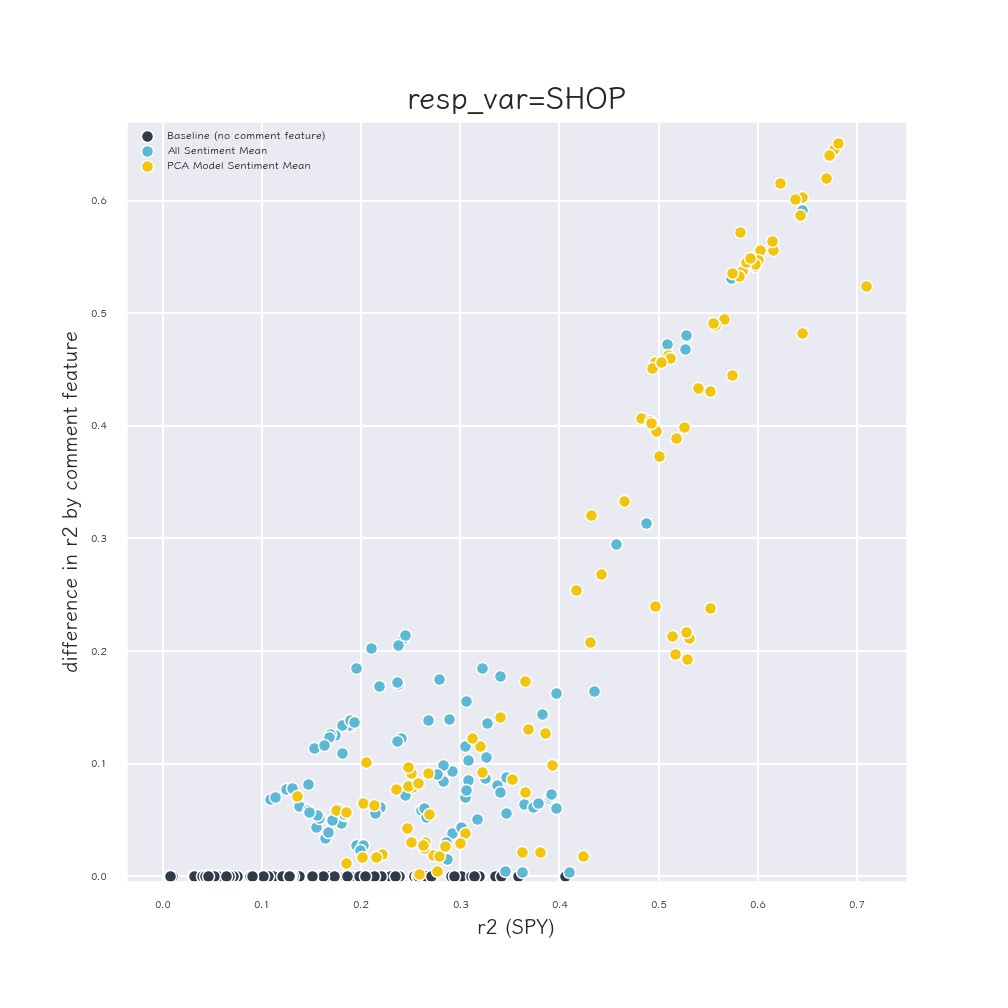 resp_var=SHOP
Baseline (no comment feature)
All Sentiment Mean
PCA Model Sentiment Mean
difference in r2 by comment feature
0.6
0.5
0.4
0.3
0.2
0.1
0.0
0.0 0.1 0.2 0.3 0.4 0.5 0.6 0.7
r2 (SPY)